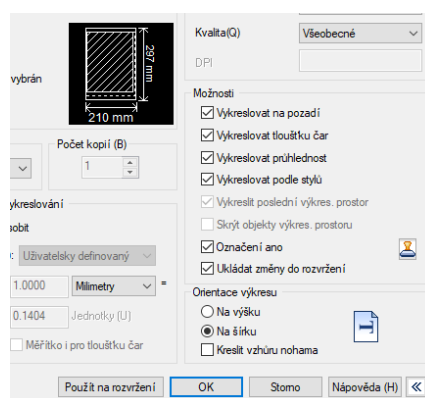 Kvalita(Q)
Všeobecné
DPI
297 mm
vybrán
210 mm
Možnosti
Vykreslovat na pozadí
Vykreslovat tloušťku čar
Vykreslovat průhlednost
Vykreslovat podle stylů
Vykreslit poslední výkres. prostor
Skrýt objekty výkres. prostoru
Označení ano
Ukládat změny do rozvržení
Počet kopií (B)
1
ykreslování
sobit
: Uživatelsky definovaný
1.0000
Milimetry
=
0.1404
Jednotky (U)
Měřítko i pro tloušťku čar
Orientace výkresu
Na výšku
Na šírku
Kreslit vzhůru nohama
Použít na rozvržení
OK
Storno
Nápověda (H)